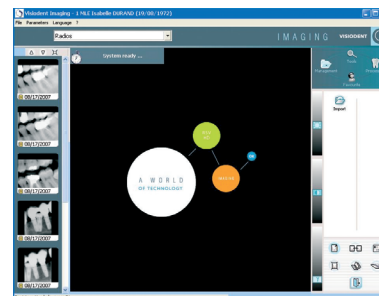 Visiodent Imaging - 1 MLE Isabelle DURAND (19/08/1972)
File Parameters Language ?
Radios
IMAGING VISIODENT
System ready ...
Tools
Management
Favourite
Import
08/17/2007
08/17/2007
08/17/2007
08/17/2007
08/17/2007
A WORLD
OF TECHNOLOGY